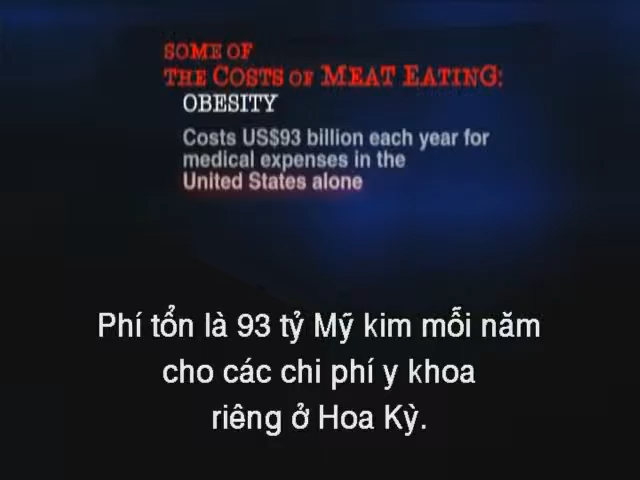 SOME OF
THE COSTS OF MEAT EATING:
OBESITY
Costs US$93 billion each year for
medical expenses in the
United States alone
Phí tổn là 93 tỷ Mỹ kim mỗi năm
cho các chi phí y khoa
riêng ở Hoa Kỳ.